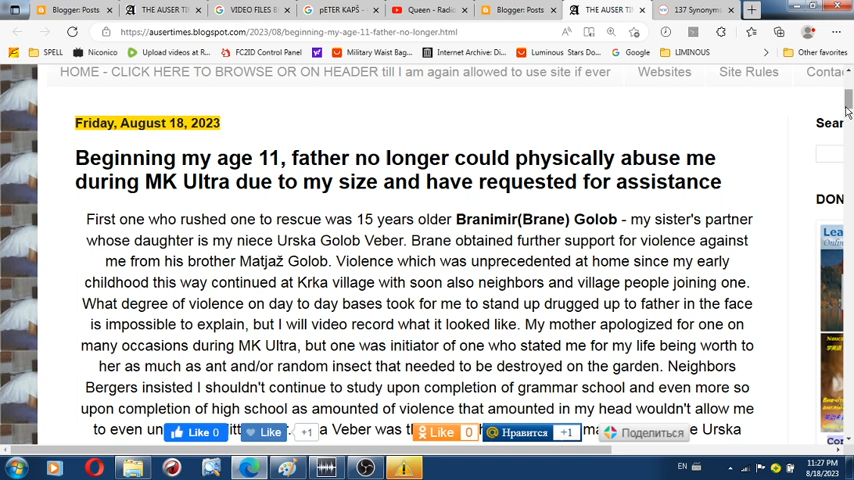 Blogger: Posts
THE AUSER TIM
VIDEO FILES B
pETER KAPŠ -
Queen - Radio
Blogger: Posts
THE AUSER TIM
137 Synonyms
https://ausertimes.blogspot.com/2023/08/beginning-my-age-11-father-no-longer.html
SPELL
Niconico
Upload videos at R...
FC2ID Control Panel
Military Waist Bag...
Internet Archive: Di...
Luminous Stars Do...
Google
LUMINOUS
Other favorites
HOME - CLICK HERE TO BROWSE OR ON HEADER till I am again allowed to use site if ever
Websites
Site Rules
Conta
Friday, August 18, 2023
Sear
Beginning my age 11, father no longer could physically abuse me
during MK Ultra due to my size and have requested for assistance
DON
First one who rushed one to rescue was 15 years older Branimir(Brane) Golob - my sister's partner
whose daughter is my niece Urska Golob Veber. Brane obtained further support for violence against
me from his brother Matjaž Golob. Violence which was unprecedented at home since my early
childhood this way continued at Krka village with soon also neighbors and village people joining one.
What degree of violence on day to day bases took for me to stand up drugged up to father in the face
is impossible to explain, but I will video record what it looked like. My mother apologized for one on
many occasions during MK Ultra, but one was initiator of one who stated me for my life being worth to
her as much as ant and/or random insect that needed to be destroyed on the garden. Neighbors
Bergers insisted I shouldn't continue to study upon completion of grammar school and even more so
upon completion of high school as amounted of violence that amounted in my head wouldn't allow me
to even un
a Veber was t
e Urska
Lea
Onlin
Cor
Like 0
Like
+1
Like
0
Нравится
+1
Поделиться
EN
11:27 PM
8/18/2023